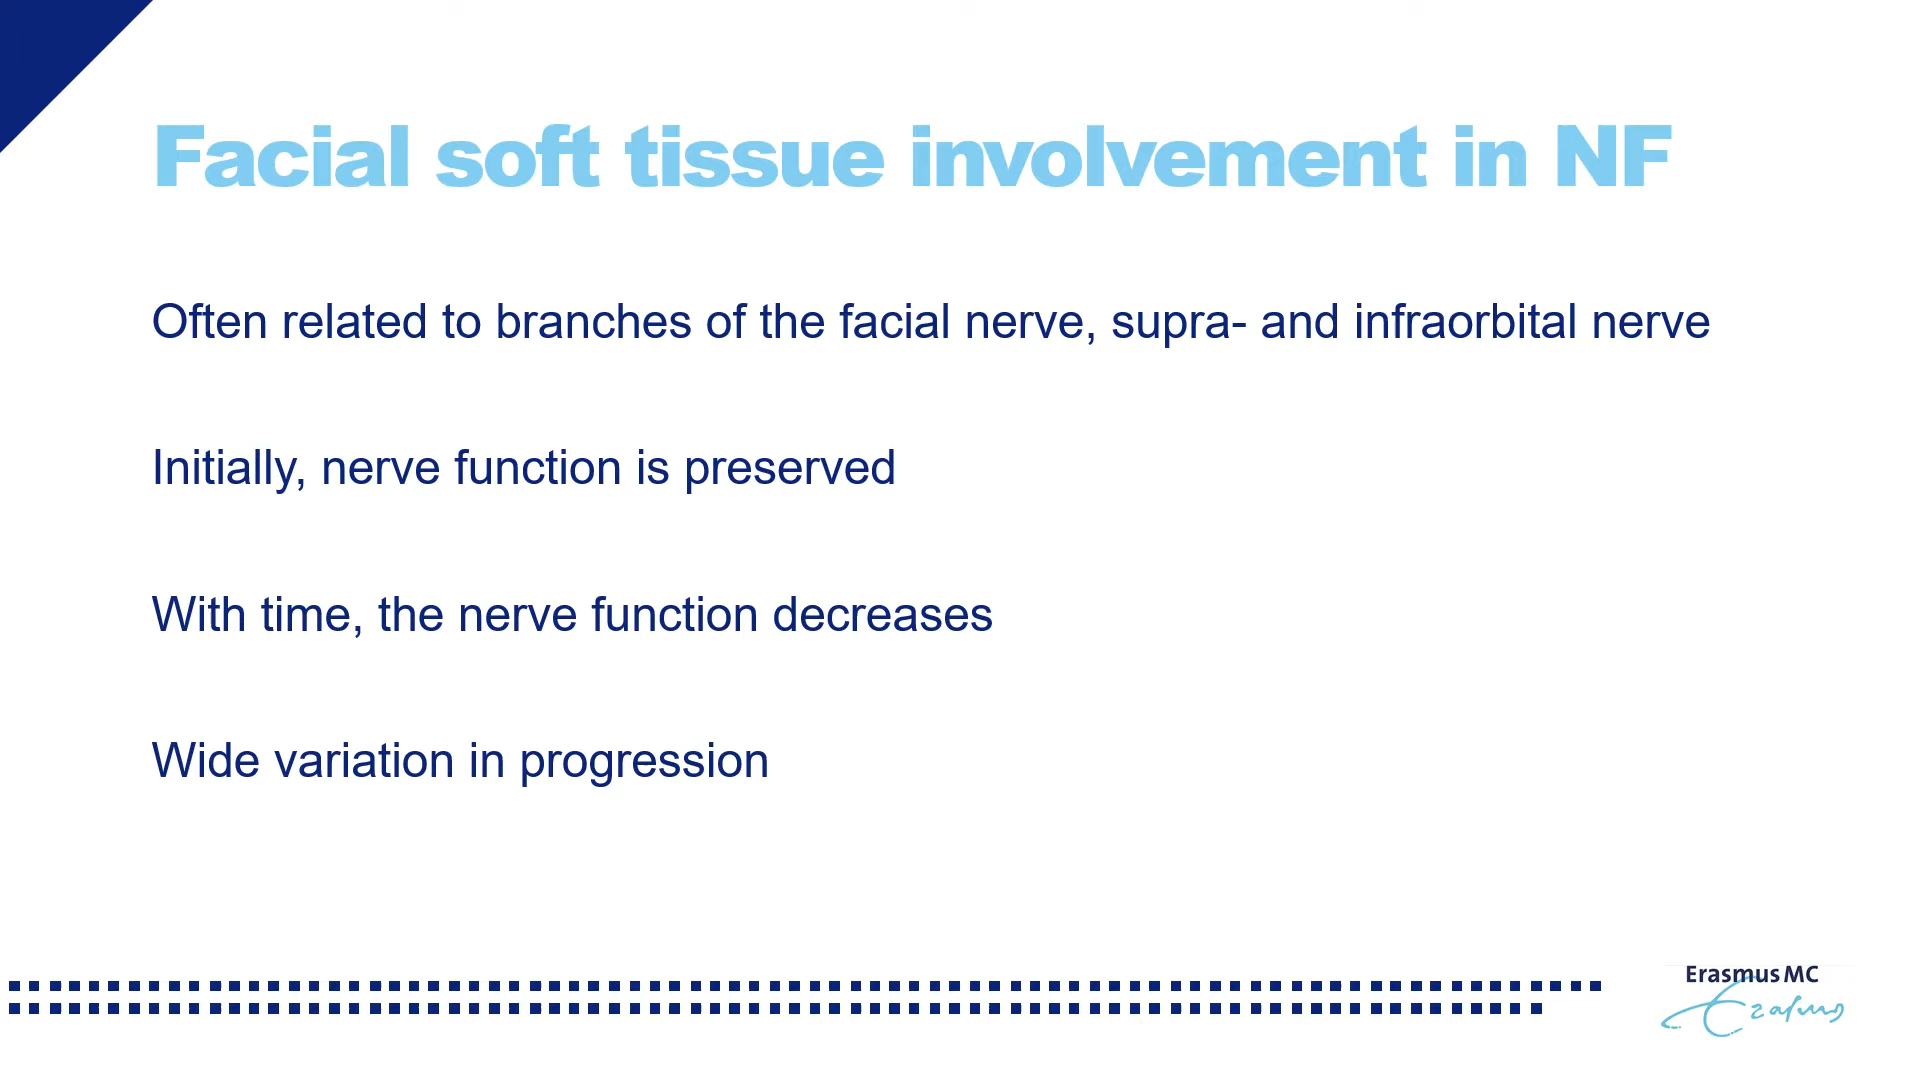 Facial soft tissue involvement in NF
Often related to branches of the facial nerve, supra- and infraorbital nerve
Initially, nerve function is preserved
With time, the nerve function decreases
Wide variation in progression
Erasmus MC
Erasmus